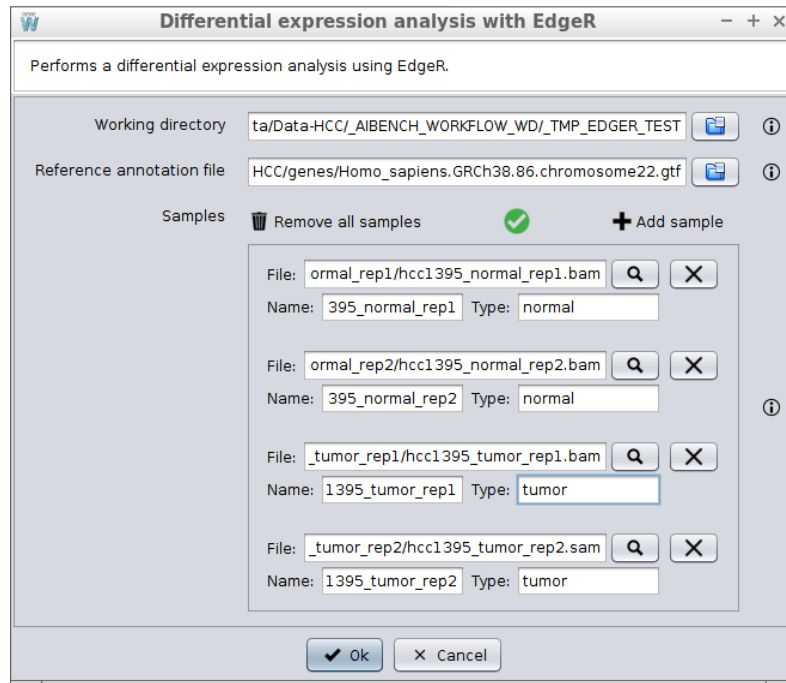 Differential expression analysis with EdgeR
Performs a differential expression analysis using EdgeR.
Working directory ta/Data-HCC/_AIBENCH_WORKFLOW_WD/_TMP_EDGER_TEST
Reference annotation file HCC/genes/Homo_sapiens.GRCh38.86.chromosome22.gtf
Samples Remove all samples Add sample
File: ormal_rep1/hcc1395_normal_rep1.bam
Name: 395_normal_rep1 Type: normal
File: ormal_rep2/hcc1395_normal_rep2.bam
Name: 395_normal_rep2 Type: normal
File: _tumor_rep1/hcc1395_tumor_rep1.bam
Name: 1395_tumor_rep1 Type: tumor
File: _tumor_rep2/hcc1395_tumor_rep2.sam
Name: 1395_tumor_rep2 Type: tumor
Ok Cancel